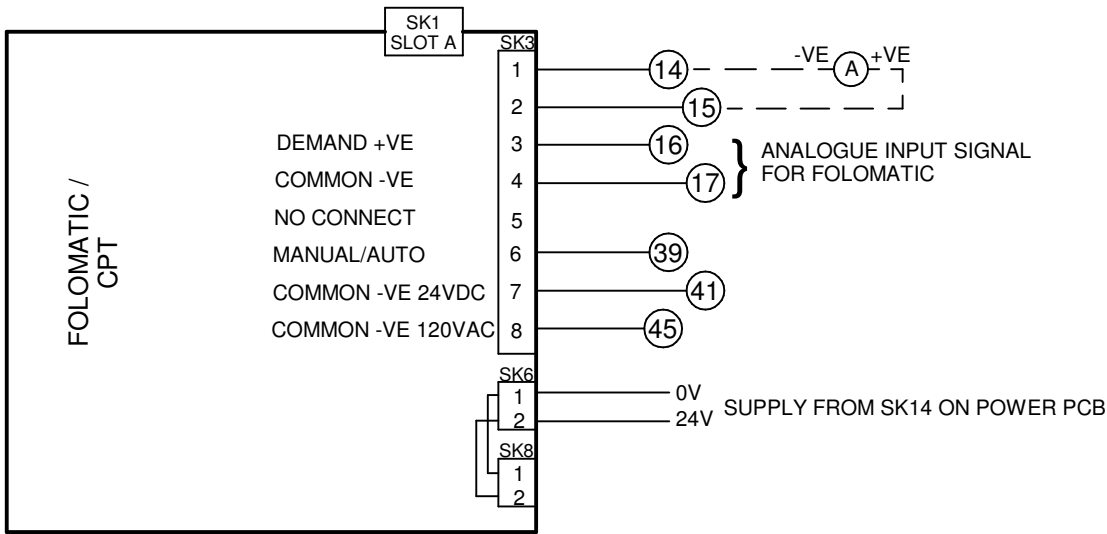 SK1
SLOT A
SK3
1 14 -VE A +VE
2 15
DEMAND +VE 3 16
COMMON -VE 4 17
ANALOGUE INPUT SIGNAL
FOR FOLOMATIC
NO CONNECT 5
MANUAL/AUTO 6 39
COMMON -VE 24VDC 7 41
COMMON -VE 120VAC 8 45
FOLOMATIC /
CPT
SK6
1 0V
2 24V
SUPPLY FROM SK14 ON POWER PCB
SK8
1
2